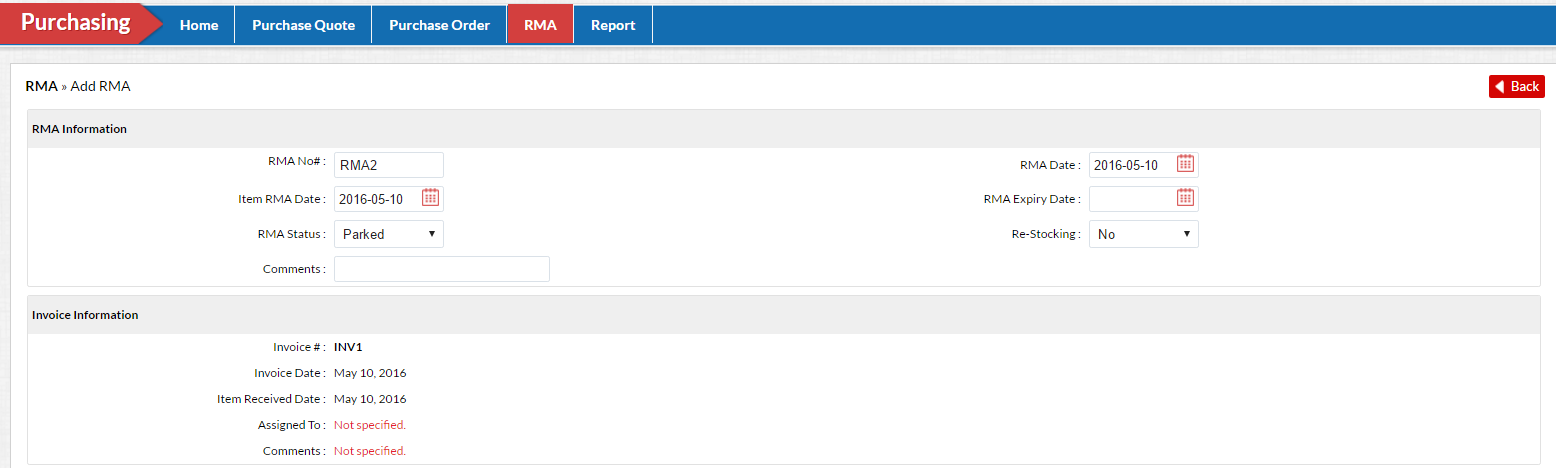 Purchasing Home Purchase Quote Purchase Order RMA Report
RMA » Add RMA Back
RMA Information
RMA No# : RMA2 RMA Date : 2016-05-10
Item RMA Date : 2016-05-10 RMA Expiry Date :
RMA Status : Parked Re-Stocking : No
Comments :
Invoice Information
Invoice # : INV1
Invoice Date : May 10, 2016
Item Received Date : May 10, 2016
Assigned To : Not specified.
Comments : Not specified.